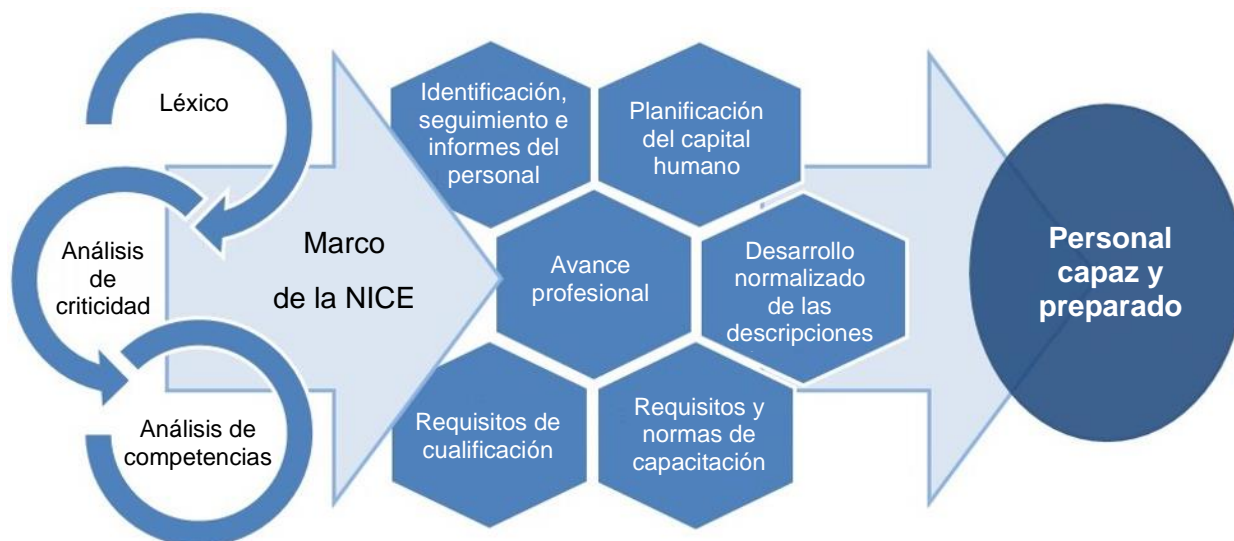 Léxico
Análisis
de
criticidad
Análisis de
competencias
Marco
de la NICE
Identificación,
seguimiento e
informes del
personal
Planificación
del capital
humano
Avance
profesional
Desarrollo
normalizado
de las
descripciones
Requisitos de
cualificación
Requisitos y
normas de
capacitación
Personal
capaz y
preparado